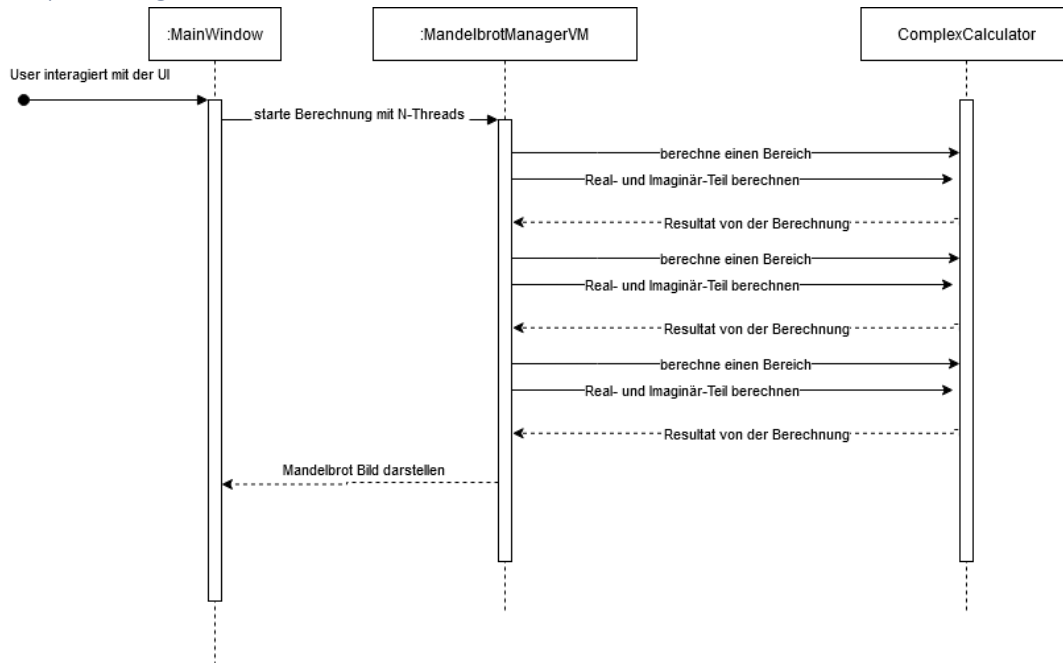 :MainWindow
:MandelbrotManagerVM
ComplexCalculator
User interagiert mit der UI
starte Berechnung mit N-Threads
berechne einen Bereich
Real- und Imaginär-Teil berechnen
Resultat von der Berechnung
berechne einen Bereich
Real- und Imaginär-Teil berechnen
Resultat von der Berechnung
berechne einen Bereich
Real- und Imaginär-Teil berechnen
Resultat von der Berechnung
Mandelbrot Bild darstellen